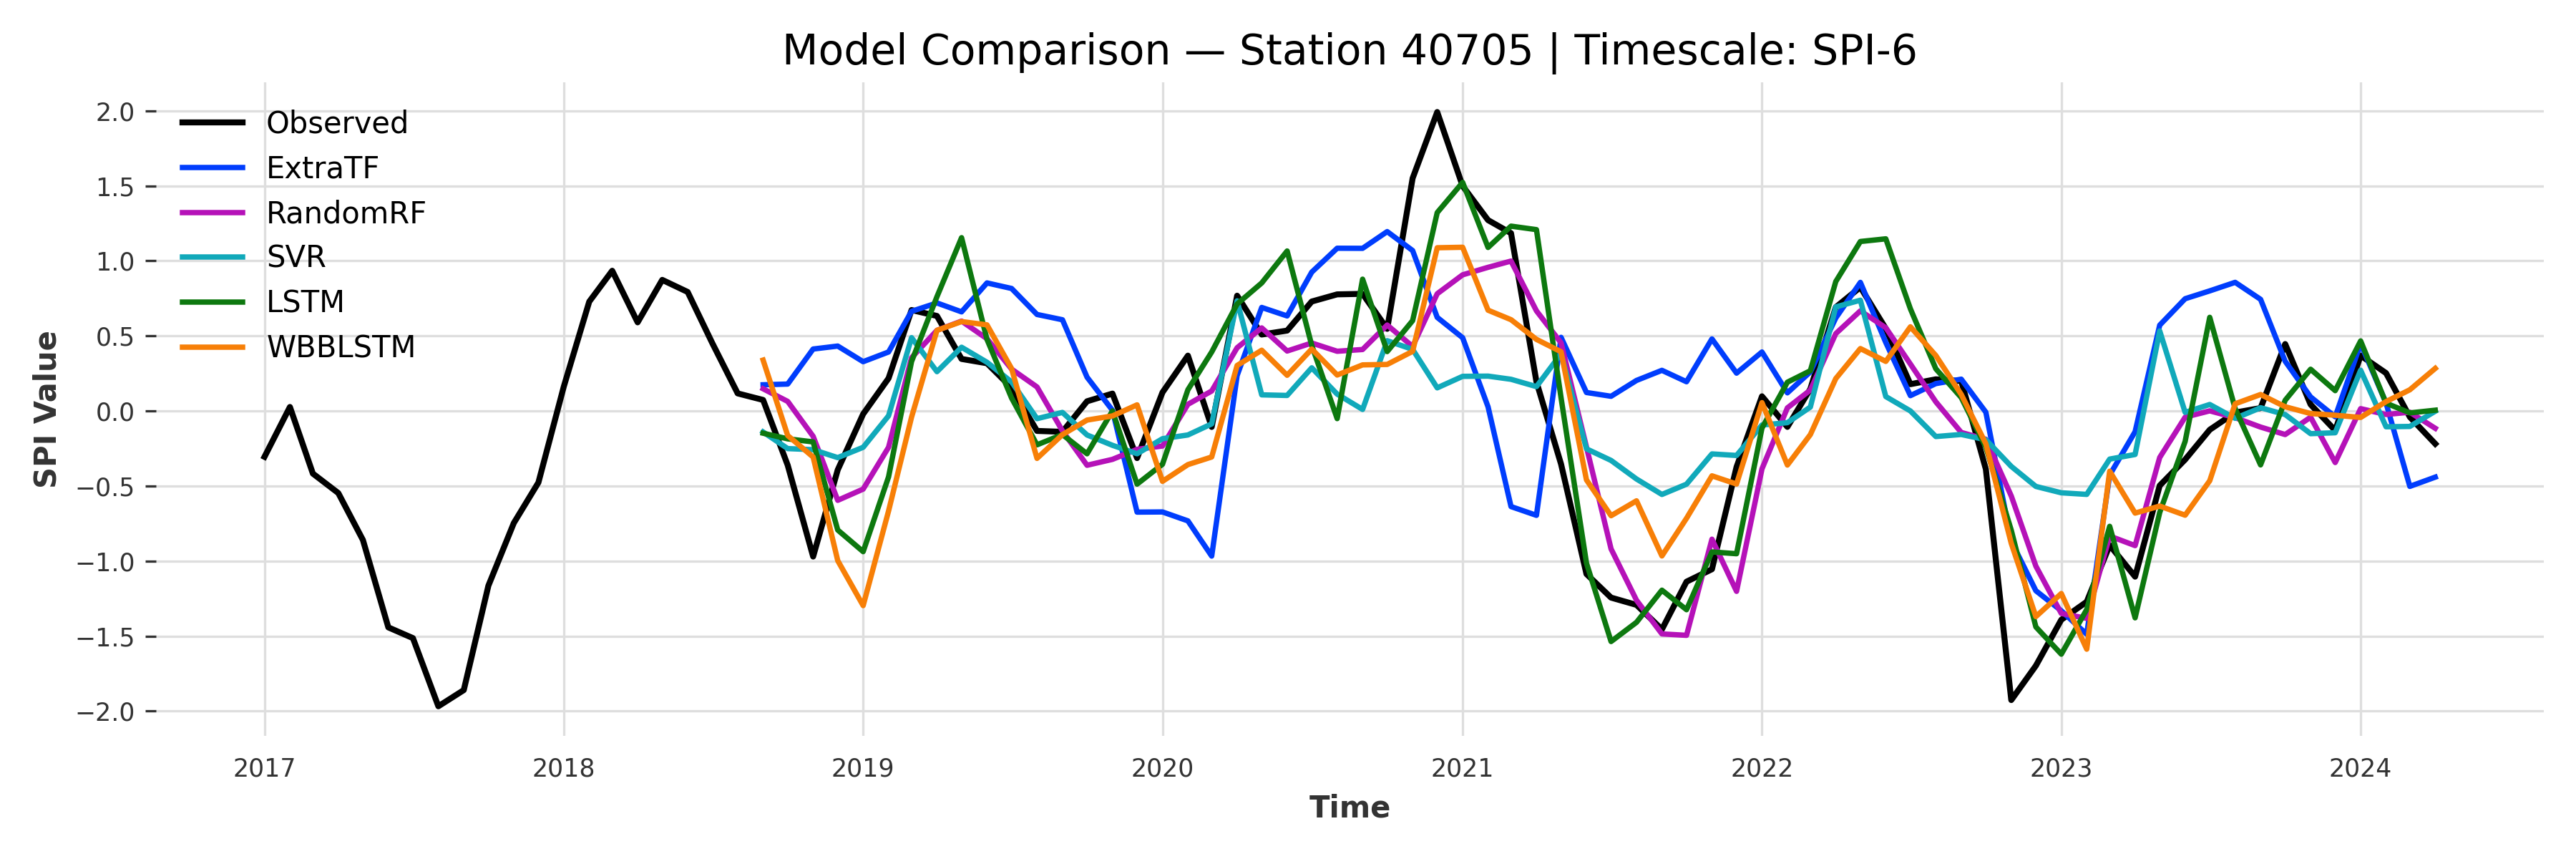 Model Comparison — Station 40705 | Timescale: SPI-6
Observed
ExtraTF
RandomRF
SVR
LSTM
WBBLSTM
SPI Value
2.0
1.5
1.0
0.5
0.0
−0.5
−1.0
−1.5
−2.0
2017 2018 2019 2020 2021 2022 2023 2024
Time